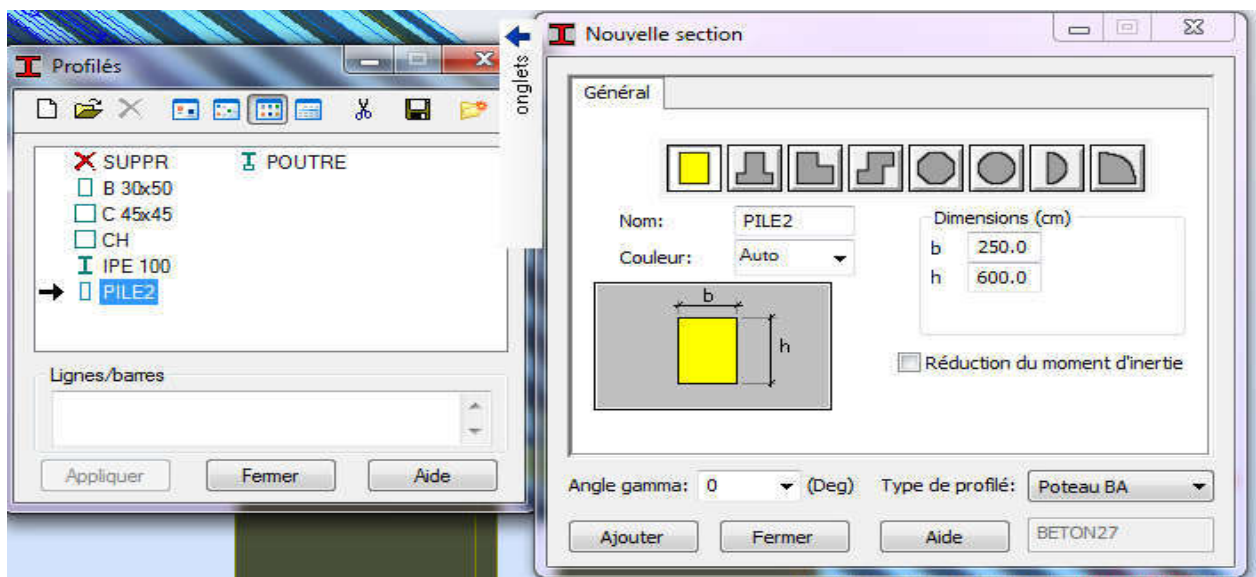 Profilés
onglets
SUPPR
POUTRE
B 30x50
C 45x45
CH
IPE 100
PILE2
Lignes/barres
Appliquer
Fermer
Aide
Nouvelle section
Général
Nom:
PILE2
Couleur:
Auto
Dimensions (cm)
b
250.0
h
600.0
b
h
Réduction du moment d'inertie
Angle gamma:
0
(Deg)
Type de profilé:
Poteau BA
Ajouter
Fermer
Aide
BETON27